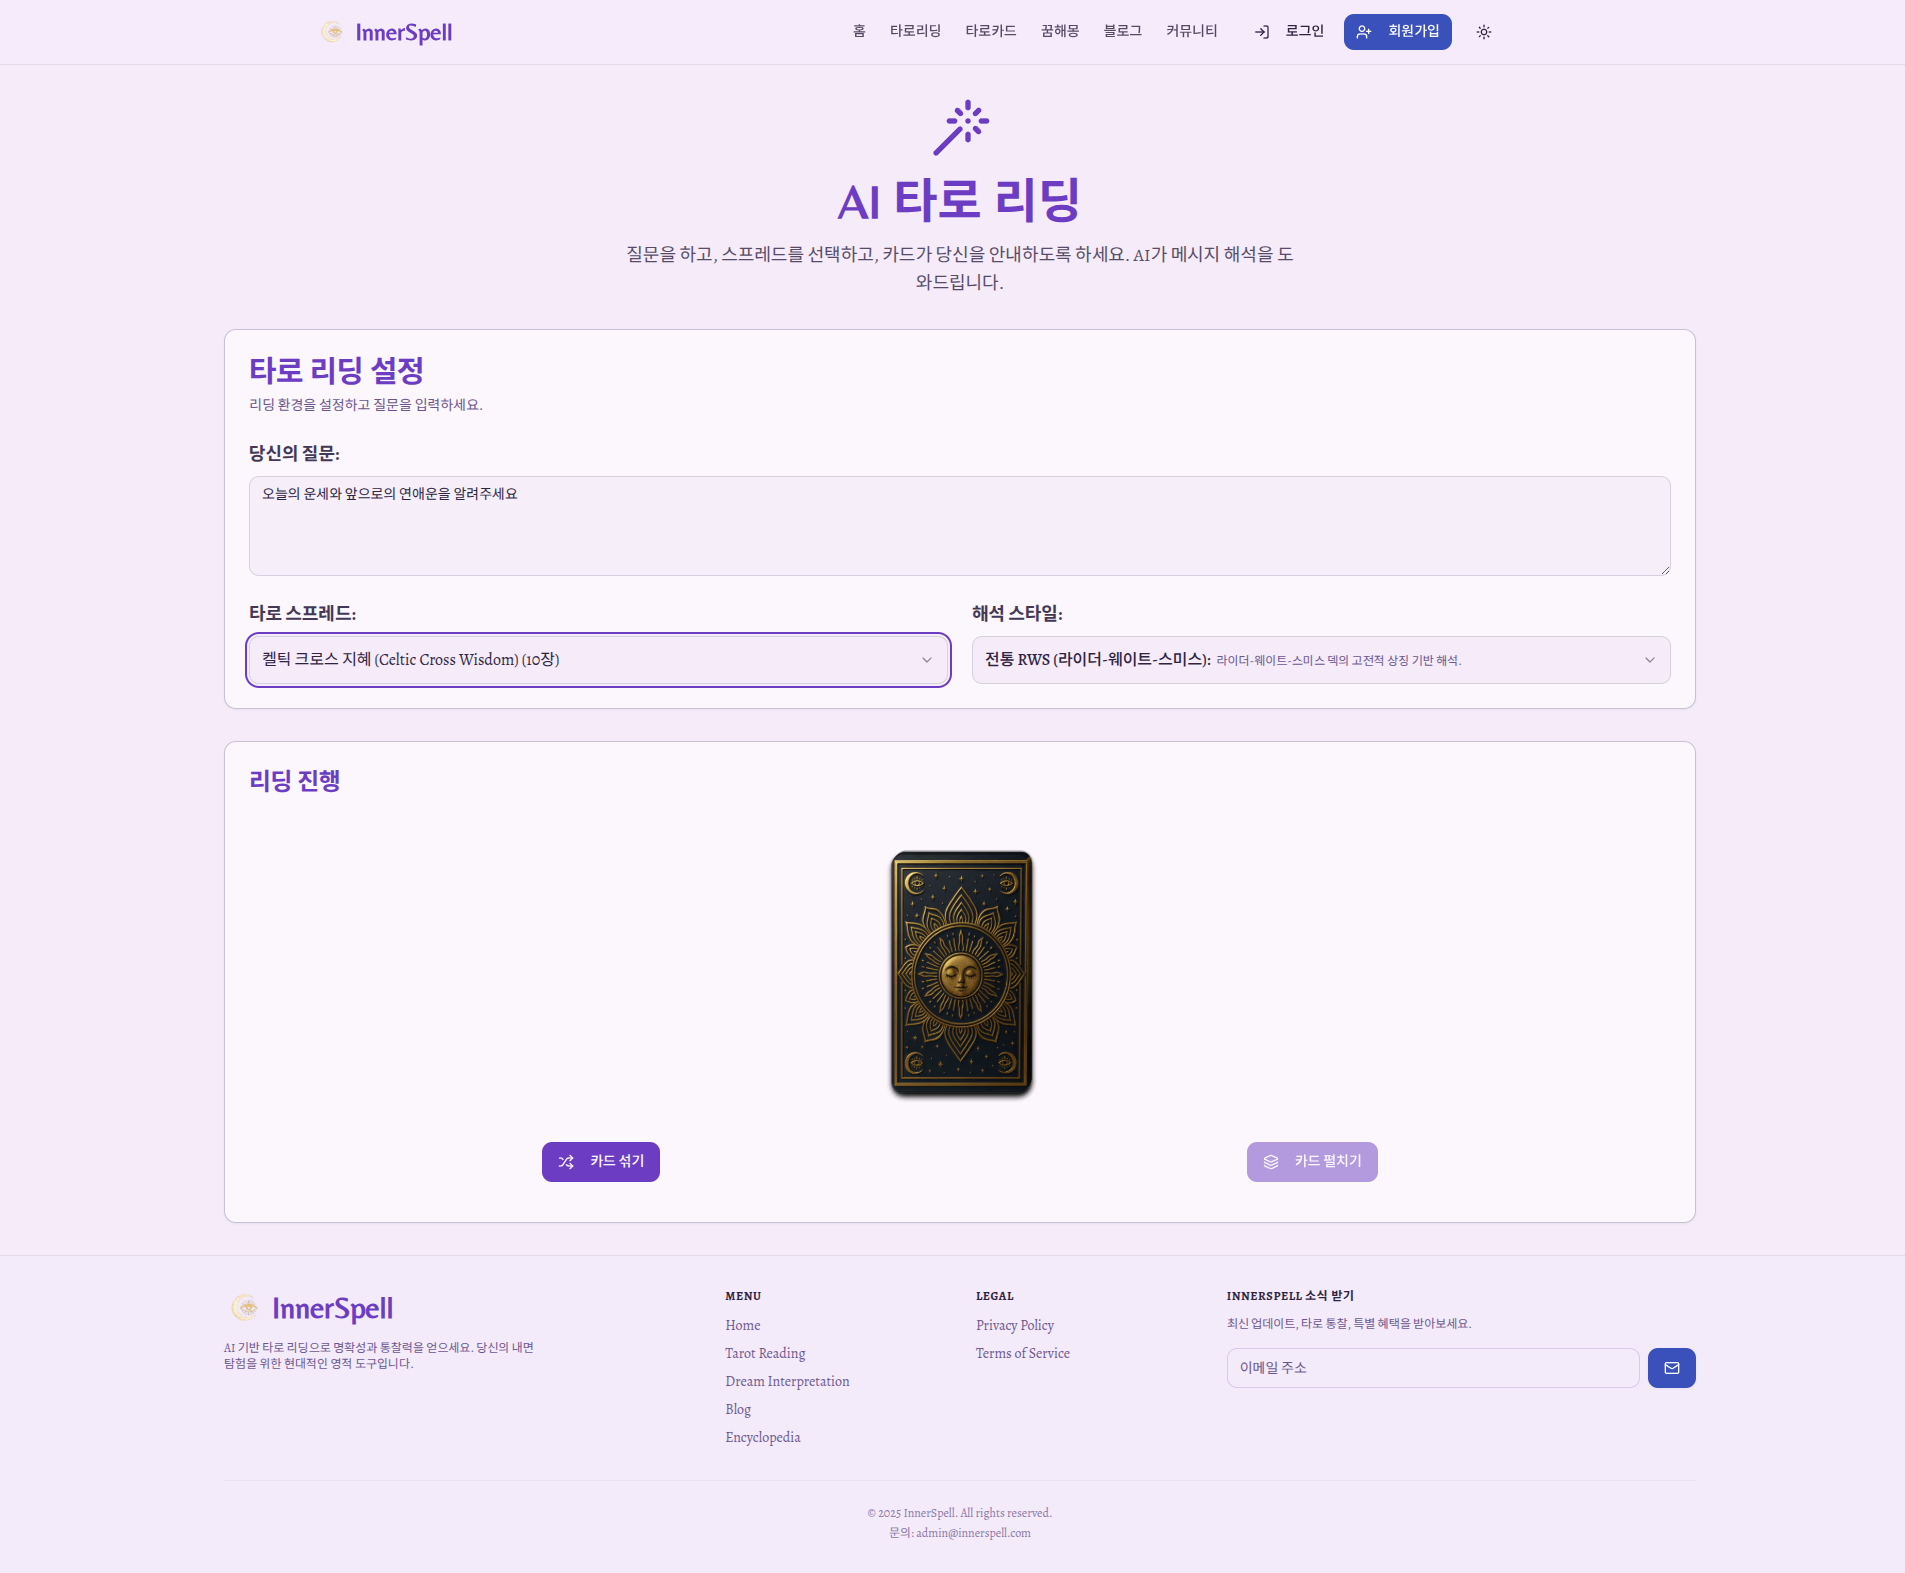 InnerSpell
홈 타로리딩 타로카드 꿈해몽 블로그 커뮤니티 로그인 회원가입
AI 타로 리딩
질문을 하고, 스프레드를 선택하고, 카드가 당신을 안내하도록 하세요. AI가 메시지 해석을 도
와드립니다.
타로 리딩 설정
리딩 환경을 설정하고 질문을 입력하세요.
당신의 질문:
오늘의 운세와 앞으로의 연애운을 알려주세요
타로 스프레드:
켈틱 크로스 지혜 (Celtic Cross Wisdom) (10장)
해석 스타일:
전통 RWS (라이더-웨이트-스미스): 라이더-웨이트-스미스 덱의 고전적 상징 기반 해석.
리딩 진행
카드 섞기
카드 펼치기
InnerSpell
AI 기반 타로 리딩으로 명확성과 통찰력을 얻으세요. 당신의 내면
탐험을 위한 현대적인 영적 도구입니다.
MENU
Home
Tarot Reading
Dream Interpretation
Blog
Encyclopedia
LEGAL
Privacy Policy
Terms of Service
INNERSPELL 소식 받기
최신 업데이트, 타로 통찰, 특별 혜택을 받아보세요.
이메일 주소
© 2025 InnerSpell. All rights reserved.
문의: admin@innerspell.com